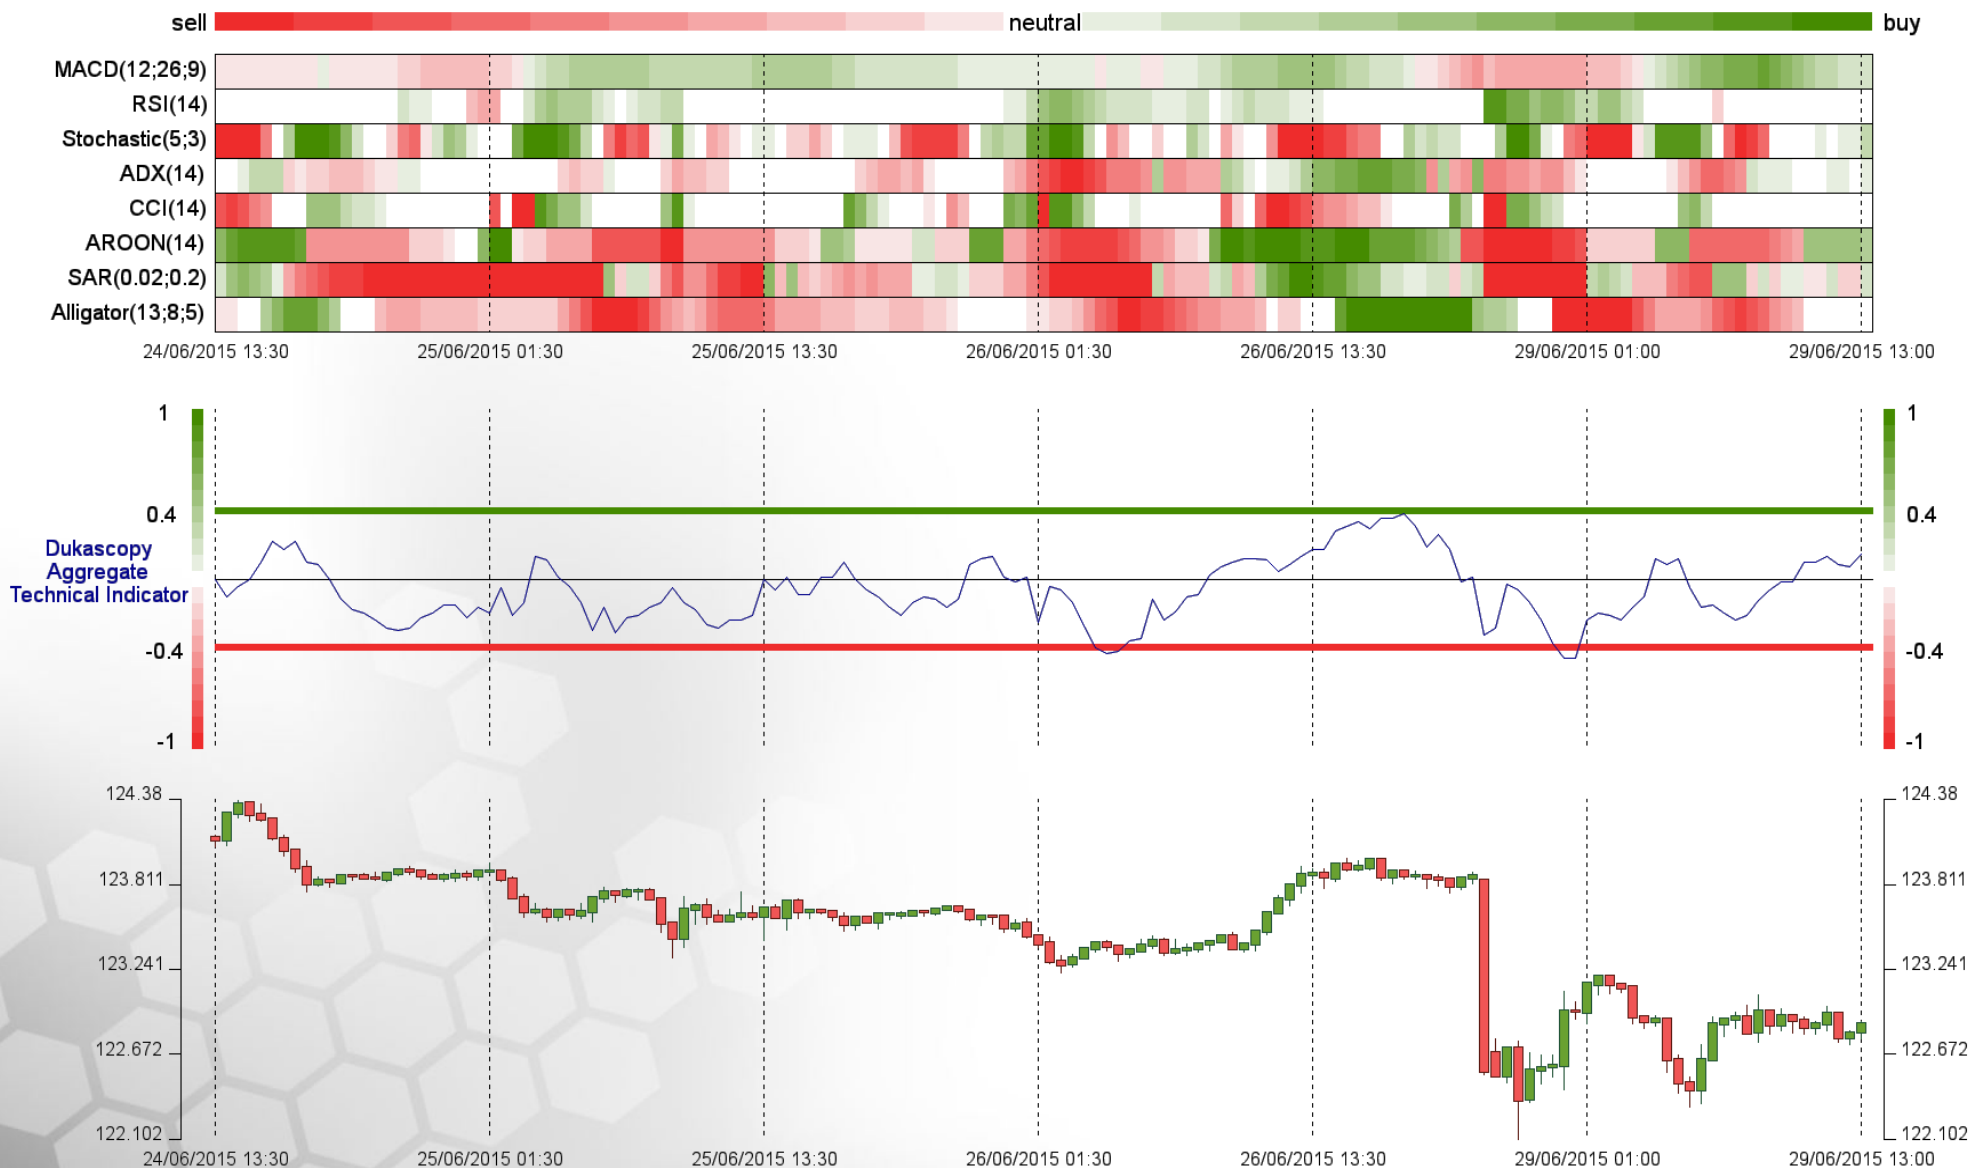 sell neutral buy
MACD(12;26;9)
RSI(14)
Stochastic(5;3)
ADX(14)
CCI(14)
AROON(14)
SAR(0.02;0.2)
Alligator(13;8;5)
24/06/2015 13:30 25/06/2015 01:30 25/06/2015 13:30 26/06/2015 01:30 26/06/2015 13:30 29/06/2015 01:00 29/06/2015 13:00
1 1
0.4 0.4
Dukascopy
Aggregate
Technical Indicator
-0.4 -0.4
-1 -1
124.38 124.38
123.811 123.811
123.241 123.241
122.672 122.672
122.102 122.102
24/06/2015 13:30 25/06/2015 01:30 25/06/2015 13:30 26/06/2015 01:30 26/06/2015 13:30 29/06/2015 01:00 29/06/2015 13:00